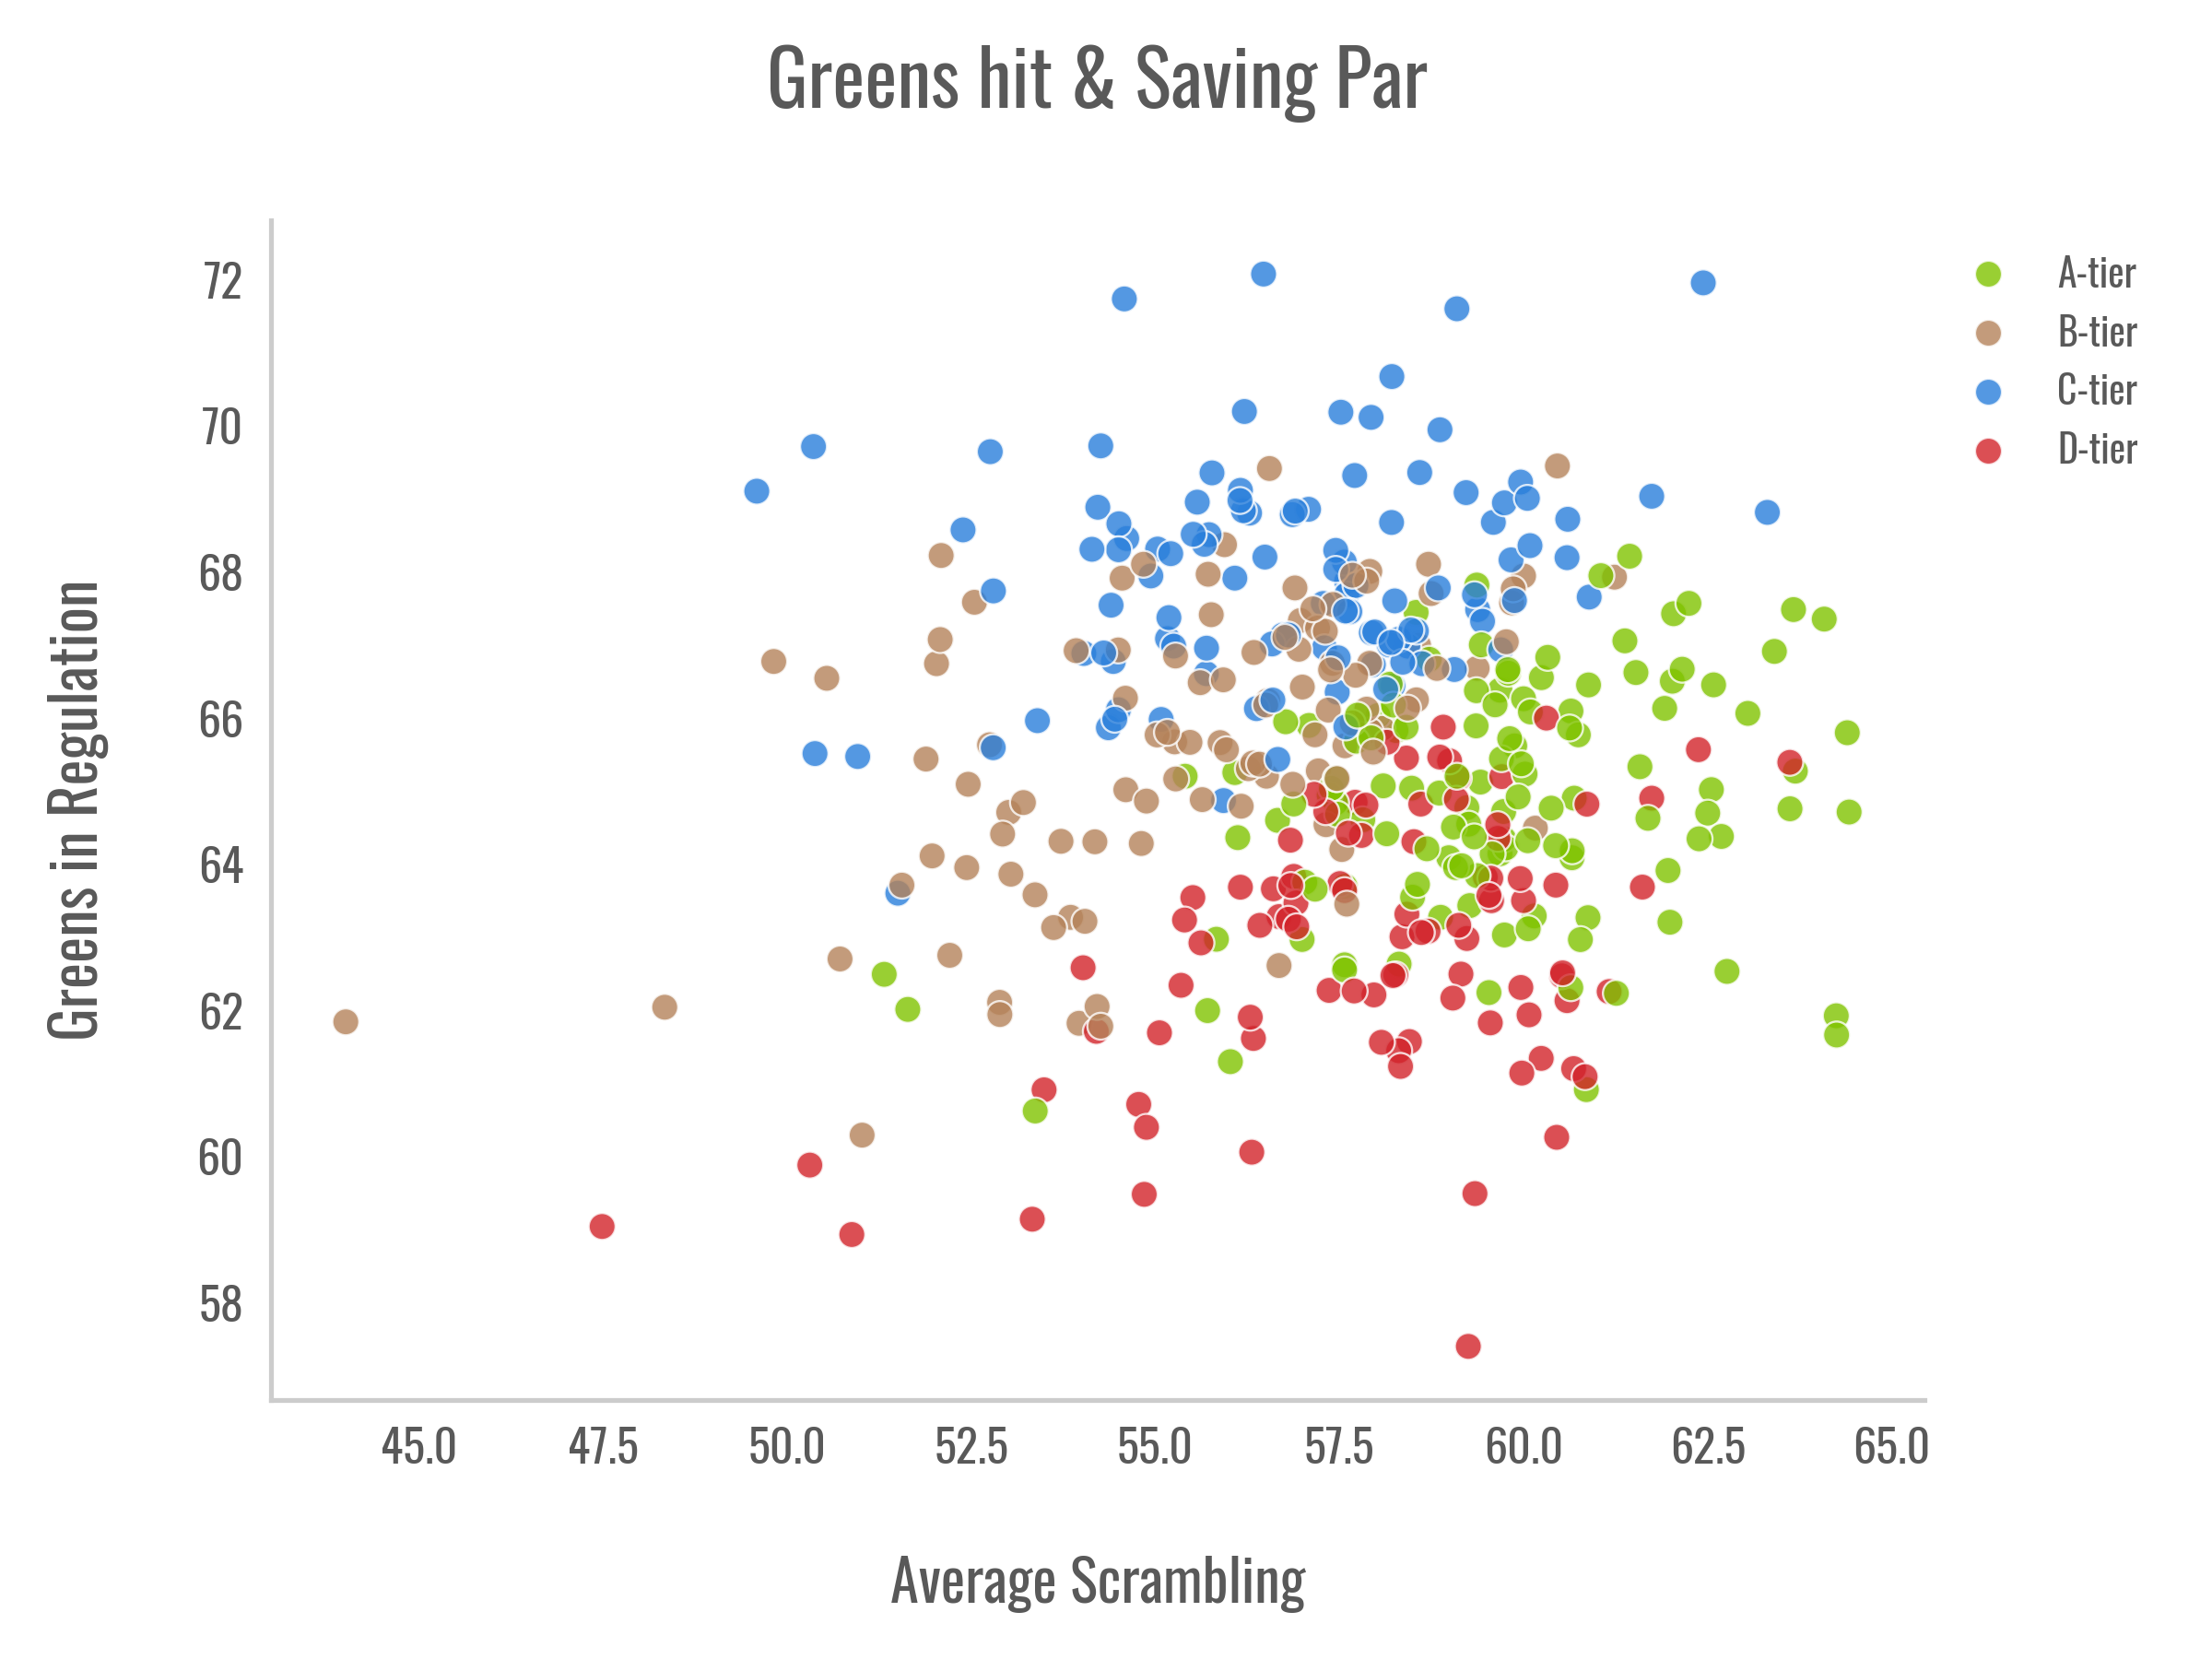 Greens hit & Saving Par
A-tier
B-tier
C-tier
D-tier
Greens in Regulation
72
70
68
66
64
62
60
58
45.0 47.5 50.0 52.5 55.0 57.5 60.0 62.5 65.0
Average Scrambling